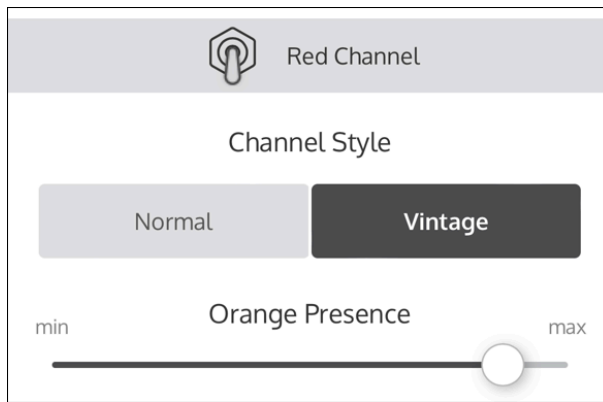 Red Channel
Channel Style
Normal Vintage
Orange Presence
min max